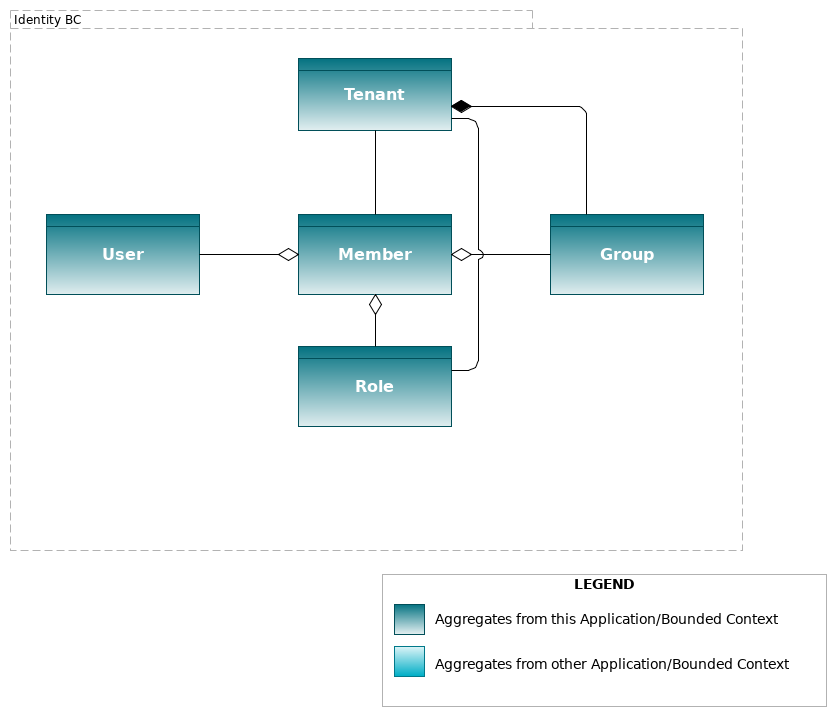 Identity BC
Tenant
User
Member
Group
Role
LEGEND
Aggregates from this Application/Bounded Context
Aggregates from other Application/Bounded Context